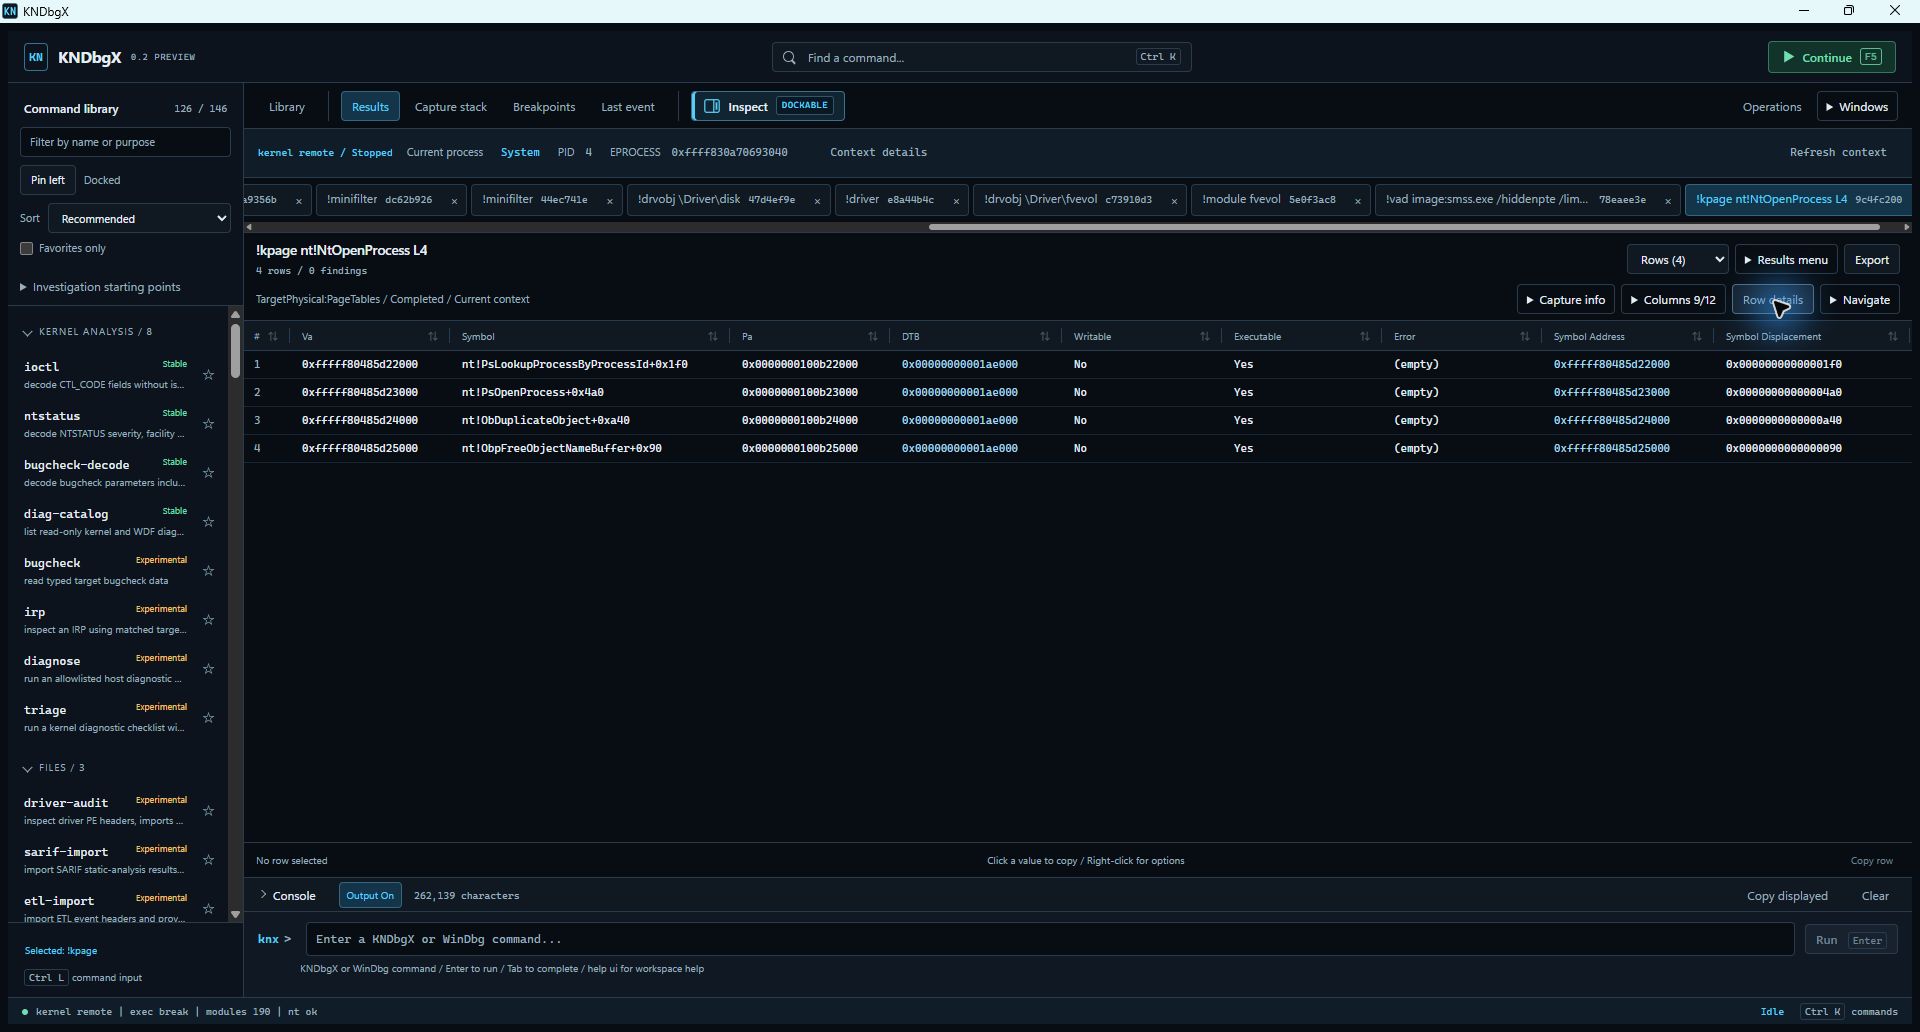 KN KNDbgX
KN KNDbgX 0.2 PREVIEW
Find a command... Ctrl K
Continue F5
Command library 126 / 146
Filter by name or purpose
Pin left Docked
Sort Recommended
Favorites only
Investigation starting points
KERNEL ANALYSIS / 8
ioctl Stable
decode CTL_CODE fields without is...
ntstatus Stable
decode NTSTATUS severity, facility ...
bugcheck-decode Stable
decode bugcheck parameters inclu...
diag-catalog Stable
list read-only kernel and WDF diag...
bugcheck Experimental
read typed target bugcheck data
irp Experimental
inspect an IRP using matched targe...
diagnose Experimental
run an allowlisted host diagnostic ...
triage Experimental
run a kernel diagnostic checklist wi...
FILES / 3
driver-audit Experimental
inspect driver PE headers, imports ...
sarif-import Experimental
import SARIF static-analysis results...
etl-import Experimental
import ETL event headers and prov...
Selected: !kpage
Ctrl L command input
Library Results Capture stack Breakpoints Last event Inspect DOCKABLE Operations Windows
kernel remote / Stopped Current process System PID 4 EPROCESS 0xffff830a70693040 Context details Refresh context
a9356b × !minifilter dc62b926 × !minifilter 44ec741e × !drvobj \Driver\disk 47d4ef9e × !driver e8a44b4c × !drvobj \Driver\fvevol c73910d3 × !module fvevol 5e0f3ac8 × !vad image:smss.exe /hiddenpte /lim... 78eaee3e × !kpage nt!NtOpenProcess L4 9c4fc200
!kpage nt!NtOpenProcess L4
4 rows / 0 findings
Rows (4) Results menu Export
TargetPhysical:PageTables / Completed / Current context
Capture info Columns 9/12 Row details Navigate
# Va Symbol Pa DTB Writable Executable Error Symbol Address Symbol Displacement
1 0xfffff80485d22000 nt!PsLookupProcessByProcessId+0x1f0 0x0000000100b22000 0x00000000001ae000 No Yes (empty) 0xfffff80485d22000 0x00000000000001f0
2 0xfffff80485d23000 nt!PsOpenProcess+0x4a0 0x0000000100b23000 0x00000000001ae000 No Yes (empty) 0xfffff80485d23000 0x00000000000004a0
3 0xfffff80485d24000 nt!ObDuplicateObject+0xa40 0x0000000100b24000 0x00000000001ae000 No Yes (empty) 0xfffff80485d24000 0x0000000000000a40
4 0xfffff80485d25000 nt!ObpFreeObjectNameBuffer+0x90 0x0000000100b25000 0x00000000001ae000 No Yes (empty) 0xfffff80485d25000 0x0000000000000090
No row selected Click a value to copy / Right-click for options Copy row
Console Output On 262,139 characters Copy displayed Clear
knx > Enter a KNDbgX or WinDbg command... Run Enter
KNDbgX or WinDbg command / Enter to run / Tab to complete / help ui for workspace help
kernel remote | exec break | modules 190 | nt ok Idle Ctrl K commands